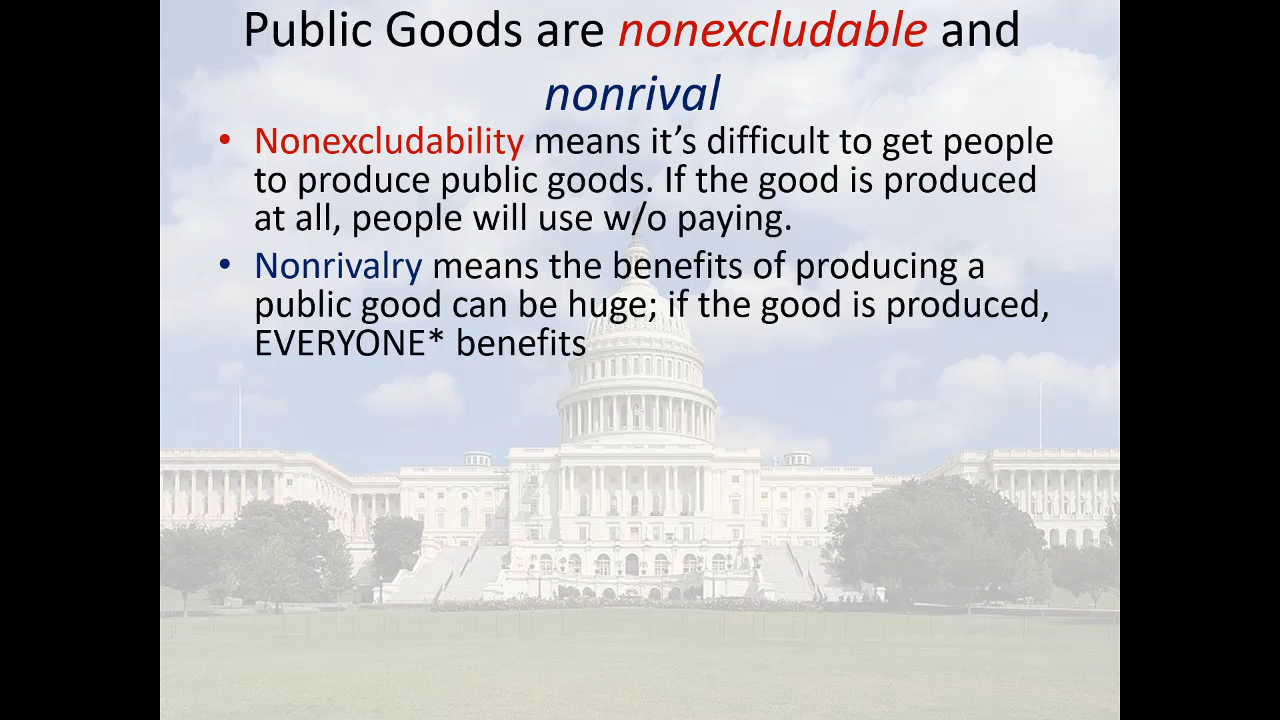 Public Goods are nonexcludable and
nonrival
• Nonexcludability means it’s difficult to get people
to produce public goods. If the good is produced
at all, people will use w/o paying.
• Nonrivalry means the benefits of producing a
public good can be huge; if the good is produced,
EVERYONE* benefits